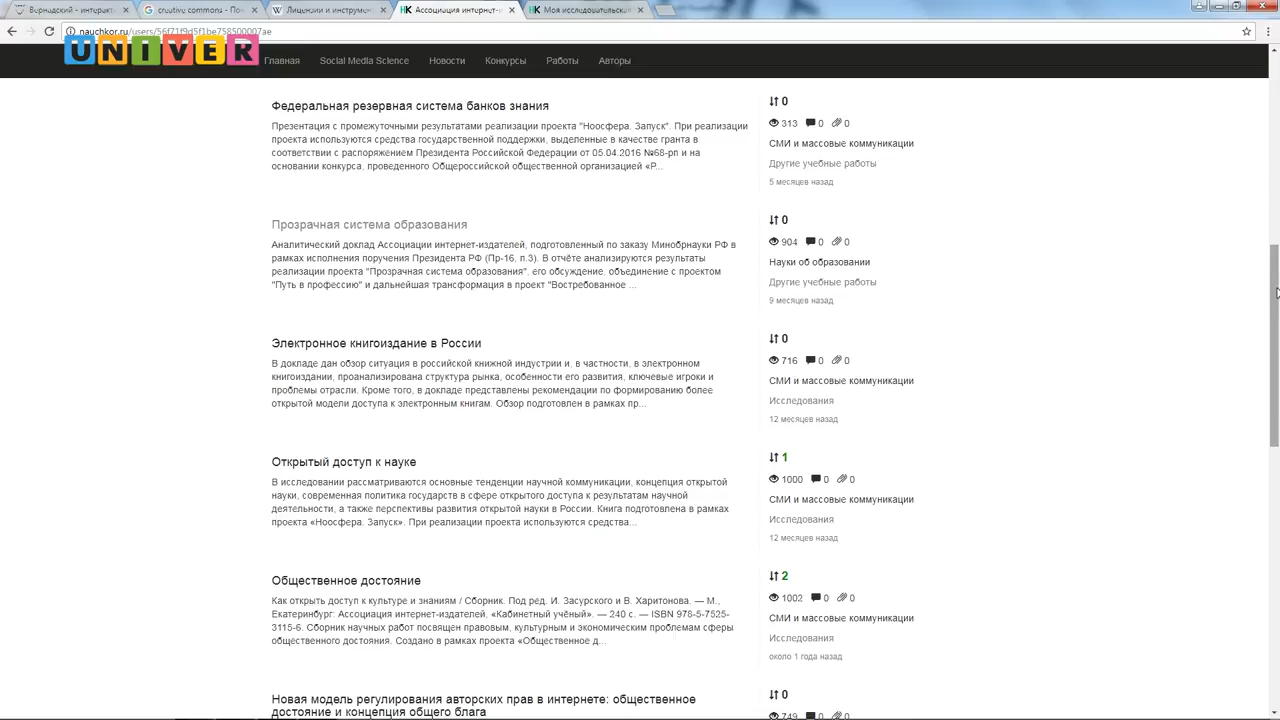 Вернадский - интеракт
creative commons - По
Лицензии и инструмен
Ассоциация интернет-и
Моя исследовательская
nauchkor.ru/users/56f71f9d5f1be758500007ae
UNIVER
Главная
Social Media Science
Новости
Конкурсы
Работы
Авторы
Федеральная резервная система банков знания
Презентация с промежуточными результатами реализации проекта "Ноосфера. Запуск". При реализации
проекта используются средства государственной поддержки, выделенные в качестве гранта в
соответствии с распоряжением Президента Российской Федерации от 05.04.2016 №68-рп и на
основании конкурса, проведенного Общероссийской общественной организацией «Р...
0
313 0 0
СМИ и массовые коммуникации
Другие учебные работы
5 месяцев назад
Прозрачная система образования
Аналитический доклад Ассоциации интернет-издателей, подготовленный по заказу Минобрнауки РФ в
рамках исполнения поручения Президента РФ (Пр-16, п.3). В отчёте анализируются результаты
реализации проекта "Прозрачная система образования", его обсуждение, объединение с проектом
"Путь в профессию" и дальнейшая трансформация в проект "Востребованное ...
0
904 0 0
Науки об образовании
Другие учебные работы
9 месяцев назад
Электронное книгоиздание в России
В докладе дан обзор ситуация в российской книжной индустрии и, в частности, в электронном
книгоиздании, проанализирована структура рынка, особенности его развития, ключевые игроки и
проблемы отрасли. Кроме того, в докладе представлены рекомендации по формированию более
открытой модели доступа к электронным книгам. Обзор подготовлен в рамках пр...
0
716 0 0
СМИ и массовые коммуникации
Исследования
12 месяцев назад
Открытый доступ к науке
В исследовании рассматриваются основные тенденции научной коммуникации, концепция открытой
науки, современная политика государств в сфере открытого доступа к результатам научной
деятельности, а также перспективы развития открытой науки в России. Книга подготовлена в рамках
проекта «Ноосфера. Запуск». При реализации проекта используются средства...
1
1000 0 0
СМИ и массовые коммуникации
Исследования
12 месяцев назад
Общественное достояние
Как открыть доступ к культуре и знаниям / Сборник. Под ред. И. Засурского и В. Харитонова. — М.,
Екатеринбург: Ассоциация интернет-издателей, «Кабинетный учёный». — 240 с. — ISBN 978-5-7525-
3115-6. Сборник научных работ посвящен правовым, культурным и экономическим проблемам сферы
общественного достояния. Создано в рамках проекта «Общественное д...
2
1002 0 0
СМИ и массовые коммуникации
Исследования
около 1 года назад
Новая модель регулирования авторских прав в интернете: общественное
достояние и концепция общего блага
0
749 0 0